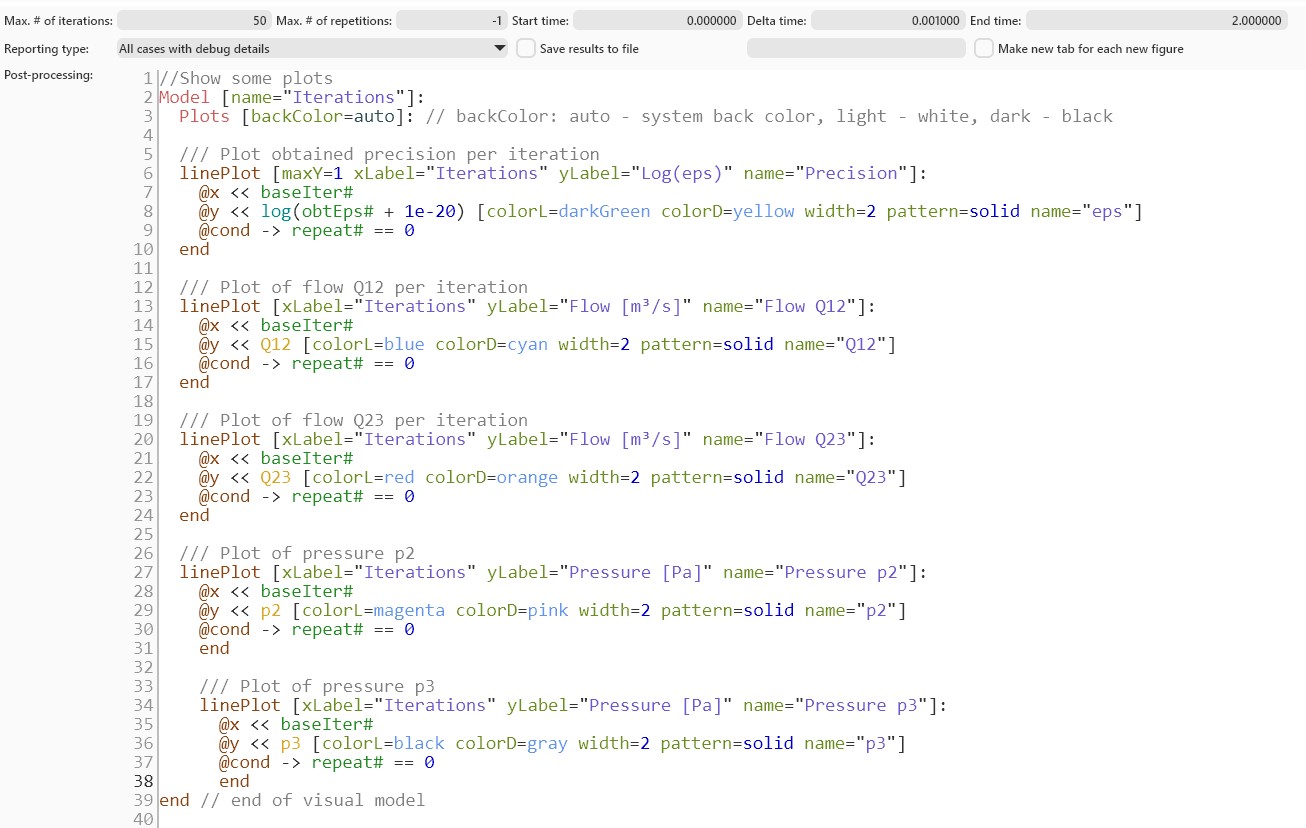 Max. # of iterations: 50 Max. # of repetitions: -1 Start time: 0.000000 Delta time: 0.001000 End time: 2.000000
Reporting type: All cases with debug details Save results to file Make new tab for each new figure
Post-processing:
1 //Show some plots
2 Model [name="Iterations"]:
3   Plots [backColor=auto]: // backColor: auto - system back color, light - white, dark - black
4
5   /// Plot obtained precision per iteration
6   linePlot [maxY=1 xLabel="Iterations" yLabel="Log(eps)" name="Precision"]:
7     @x << baseIter#
8     @y << log(obtEps# + 1e-20) [colorL=darkGreen colorD=yellow width=2 pattern=solid name="eps"]
9     @cond -> repeat# == 0
10   end
11
12   /// Plot of flow Q12 per iteration
13   linePlot [xLabel="Iterations" yLabel="Flow [m³/s]" name="Flow Q12"]:
14     @x << baseIter#
15     @y << Q12 [colorL=blue colorD=cyan width=2 pattern=solid name="Q12"]
16     @cond -> repeat# == 0
17   end
18
19   /// Plot of flow Q23 per iteration
20   linePlot [xLabel="Iterations" yLabel="Flow [m³/s]" name="Flow Q23"]:
21     @x << baseIter#
22     @y << Q23 [colorL=red colorD=orange width=2 pattern=solid name="Q23"]
23     @cond -> repeat# == 0
24   end
25
26   /// Plot of pressure p2
27   linePlot [xLabel="Iterations" yLabel="Pressure [Pa]" name="Pressure p2"]:
28     @x << baseIter#
29     @y << p2 [colorL=magenta colorD=pink width=2 pattern=solid name="p2"]
30     @cond -> repeat# == 0
31     end
32
33     /// Plot of pressure p3
34     linePlot [xLabel="Iterations" yLabel="Pressure [Pa]" name="Pressure p3"]:
35       @x << baseIter#
36       @y << p3 [colorL=black colorD=gray width=2 pattern=solid name="p3"]
37       @cond -> repeat# == 0
38       end
39 end // end of visual model
40